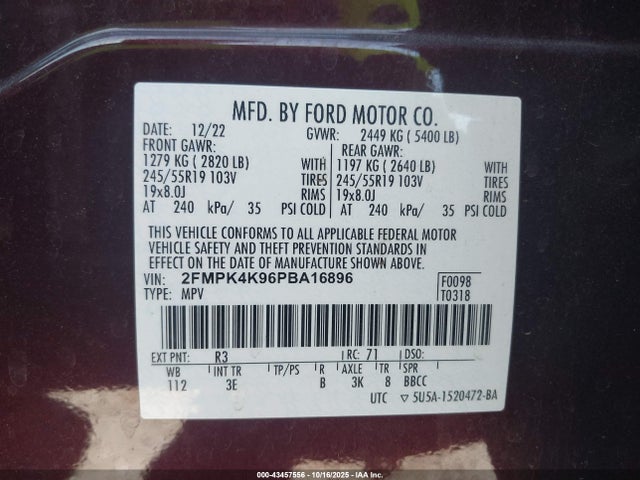 MFD. BY FORD MOTOR CO.
DATE: 12/22 GVWR: 2449 KG (5400 LB)
FRONT GAWR: REAR GAWR:
1279 KG (2820 LB) WITH 1197 KG (2640 LB) WITH
245/55R19 103V TIRES 245/55R19 103V TIRES
19x8.0J RIMS 19x8.0J RIMS
AT 240 kPa/ 35 PSI COLD AT 240 kPa/ 35 PSI COLD
THIS VEHICLE CONFORMS TO ALL APPLICABLE FEDERAL MOTOR
VEHICLE SAFETY AND THEFT PREVENTION STANDARDS IN
EFFECT ON THE DATE OF MANUFACTURE SHOWN ABOVE.
VIN: 2FMPK4K96PBA16896 F0098
TYPE: MPV T0318
EXT PNT: R3 RC: 71 DSO:
WB INT TR TP/PS R AXLE TR SPR
112 3E B 3K 8 BBCC
UTC ▽ 5U5A-1520472-BA
000-43457556 | 10/16/2025 | IAA Inc.